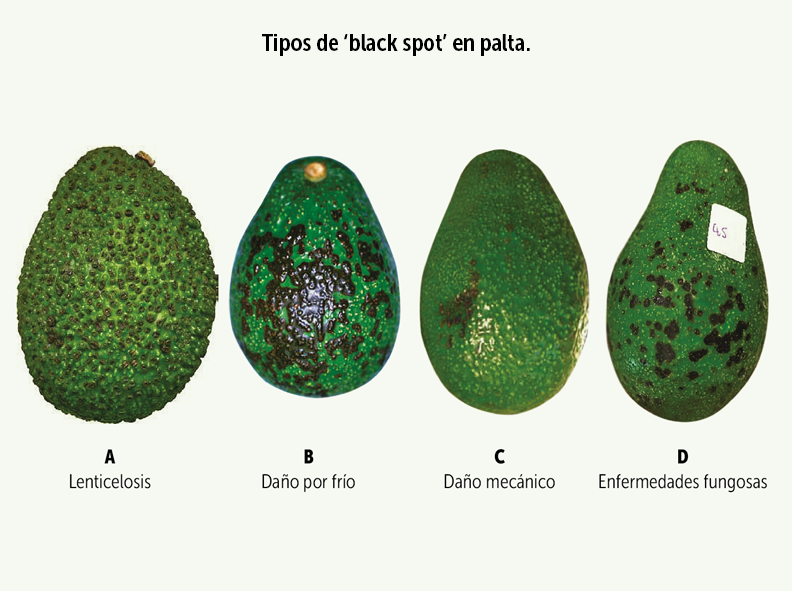 Tipos de ‘black spot’ en palta.
45
A
Lenticelosis
B
Daño por frío
C
Daño mecánico
D
Enfermedades fungosas